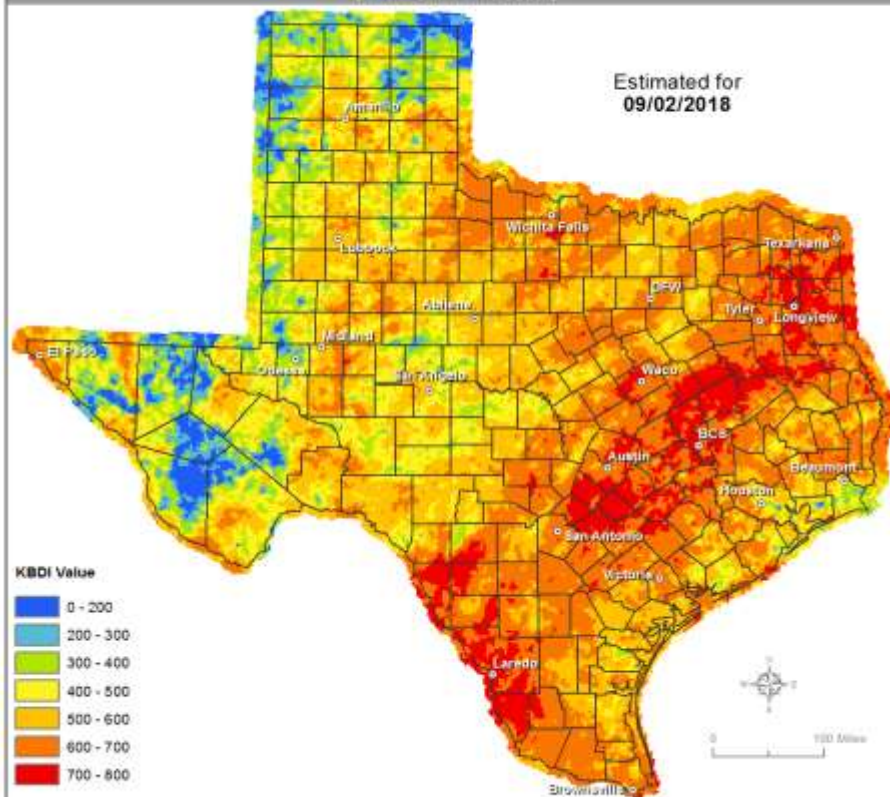 Estimated for
09/02/2018
Amarillo
Wichita Falls
Texarkana
Lubbock
DFW
Abilene
Tyler
Longview
Midland
El Paso
Odessa
San Angelo
Waco
BCS
Austin
Beaumont
Houston
San Antonio
Victoria
KBDI Value
0 - 200
200 - 300
300 - 400
400 - 500
500 - 600
600 - 700
700 - 800
Laredo
0 100 Miles
Brownsville